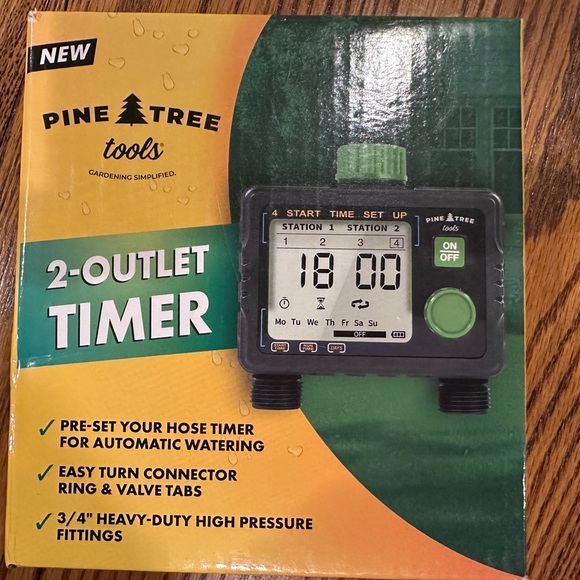 NEW
PINE TREE
tools®
GARDENING SIMPLIFIED.
2-OUTLET
TIMER
4 START TIME SET UP
STATION 1 STATION 2
1 2 3 4
18 00
Mo Tu We Th Fr Sa Su
OFF
DAYS
PINE TREE
tools
ON
OFF
✓ PRE-SET YOUR HOSE TIMER
FOR AUTOMATIC WATERING
✓ EASY TURN CONNECTOR
RING & VALVE TABS
✓ 3/4" HEAVY-DUTY HIGH PRESSURE
FITTINGS